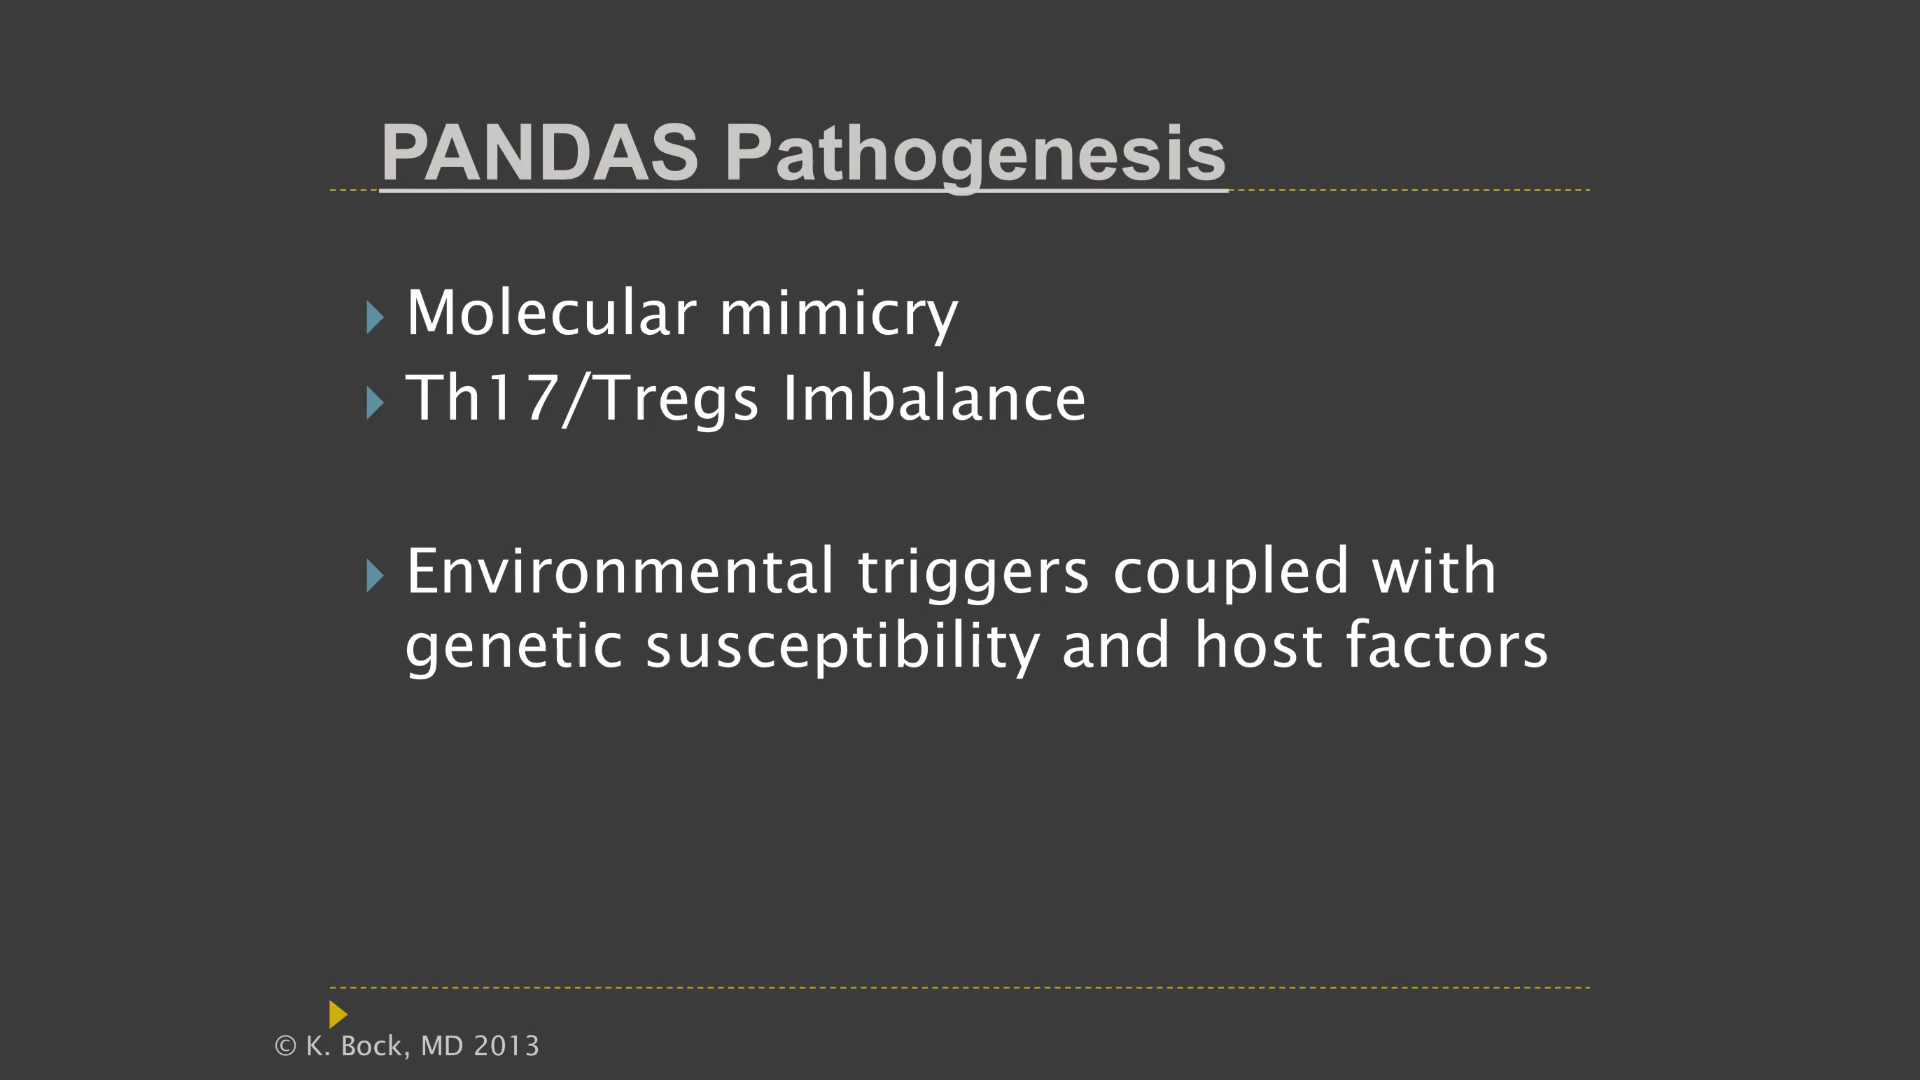 PANDAS Pathogenesis
Molecular mimicry
Th17/Tregs Imbalance
Environmental triggers coupled with
genetic susceptibility and host factors
© K. Bock, MD 2013